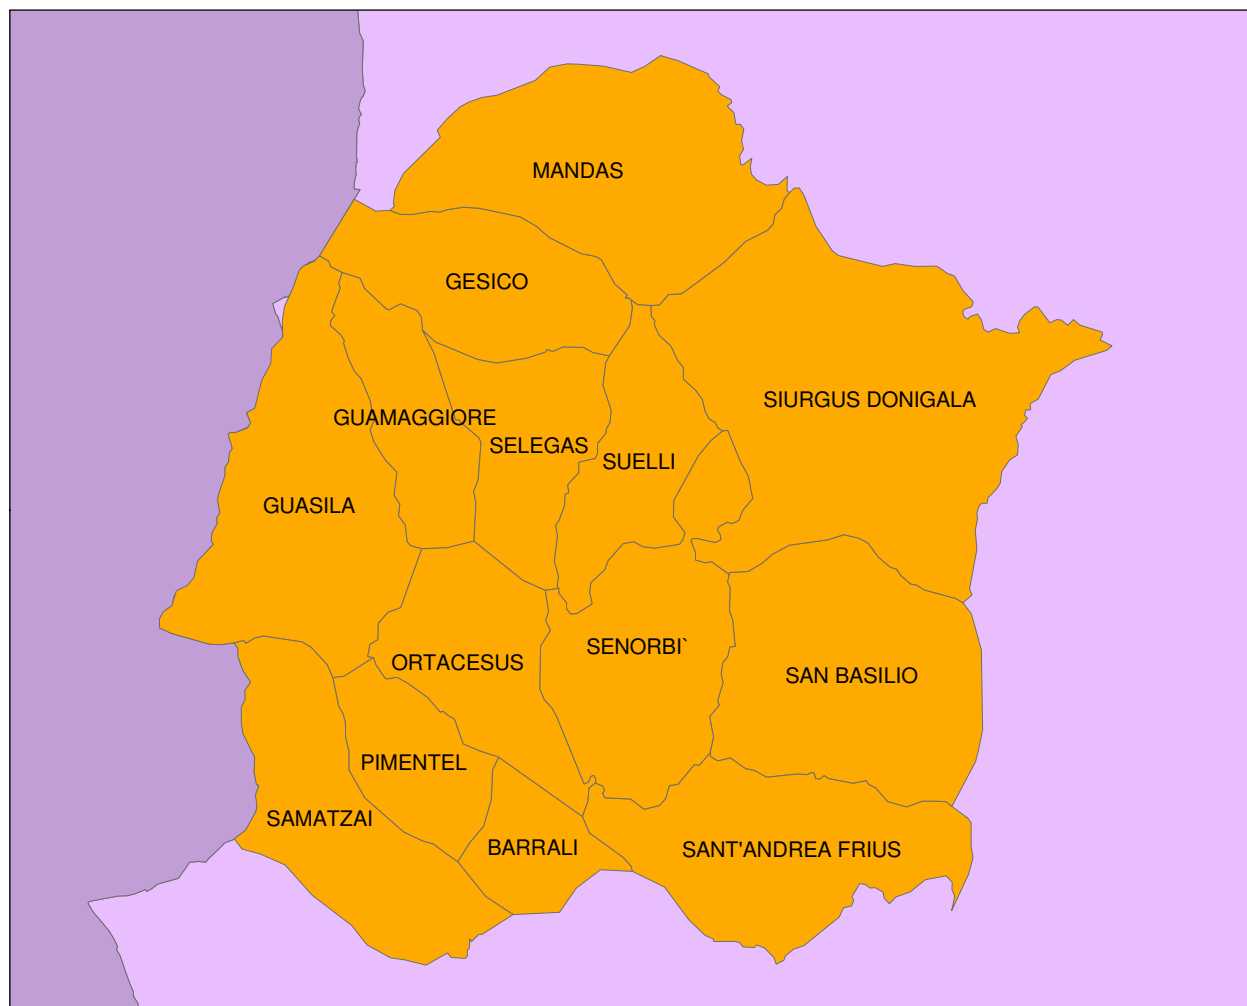 MANDAS
GESICO
SIURGUS DONIGALA
GUAMAGGIORE
SELEGAS
SUELLI
GUASILA
SENORBI`
ORTACESUS
SAN BASILIO
PIMENTEL
SAMATZAI
BARRALI
SANT'ANDREA FRIUS